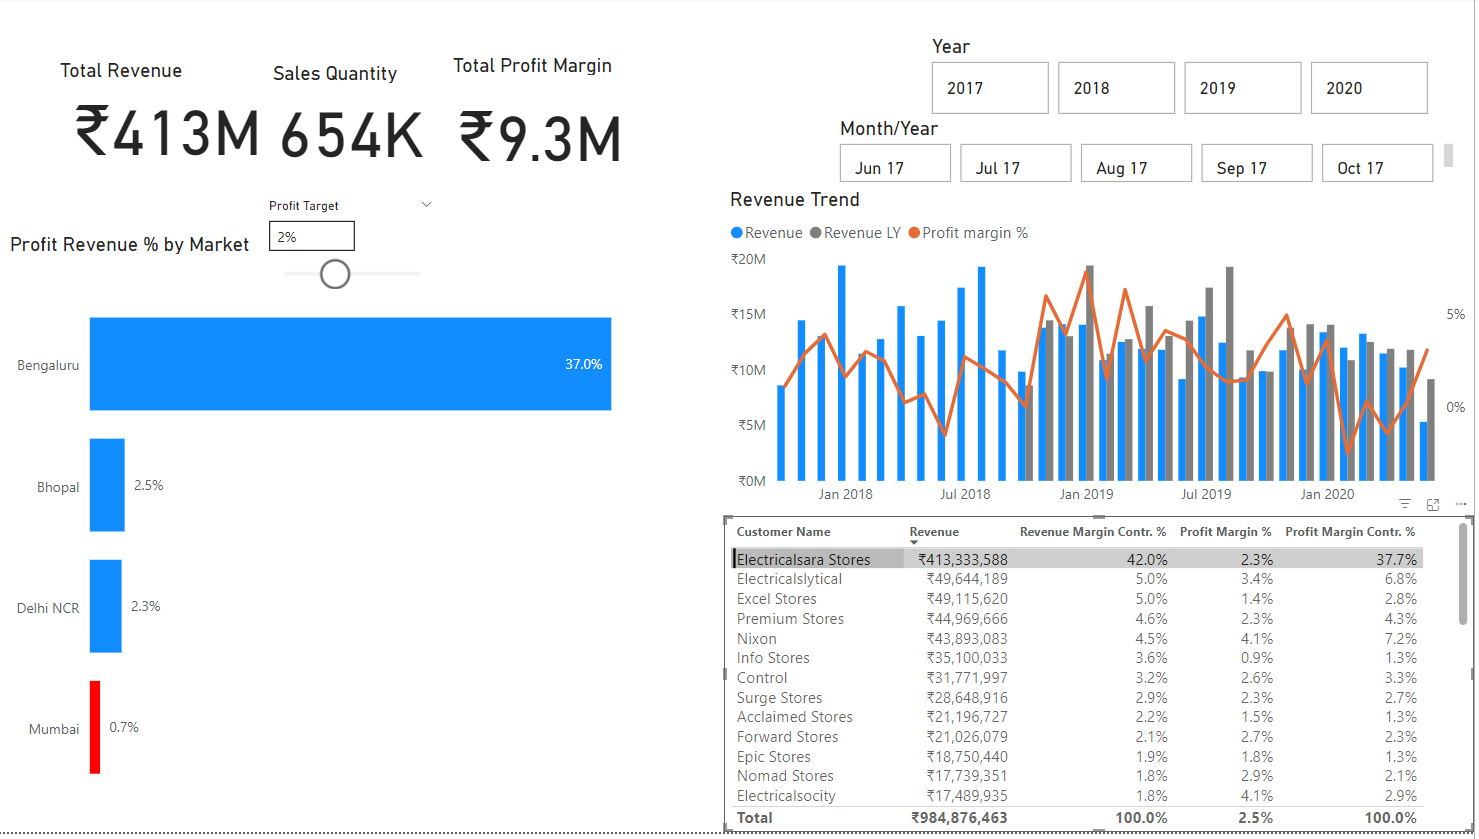 Total Revenue
Sales Quantity
Total Profit Margin
₹413M
654K
₹9.3M
Year
2017
2018
2019
2020
Month/Year
Jun 17
Jul 17
Aug 17
Sep 17
Oct 17
Profit Revenue % by Market
Profit Target
2%
Bengaluru
37.0%
Bhopal
2.5%
Delhi NCR
2.3%
Mumbai
0.7%
Revenue Trend
Revenue Revenue LY Profit margin %
₹20M
₹15M
₹10M
₹5M
₹0M
5%
0%
Jan 2018 Jul 2018 Jan 2019 Jul 2019 Jan 2020
Customer Name Revenue Revenue Margin Contr. % Profit Margin % Profit Margin Contr. %
Electricalsara Stores ₹413,333,588 42.0% 2.3% 37.7%
Electricalslytical ₹49,644,189 5.0% 3.4% 6.8%
Excel Stores ₹49,115,620 5.0% 1.4% 2.8%
Premium Stores ₹44,969,666 4.6% 2.3% 4.3%
Nixon ₹43,893,083 4.5% 4.1% 7.2%
Info Stores ₹35,100,033 3.6% 0.9% 1.3%
Control ₹31,771,997 3.2% 2.6% 3.3%
Surge Stores ₹28,648,916 2.9% 2.3% 2.7%
Acclaimed Stores ₹21,196,727 2.2% 1.5% 1.3%
Forward Stores ₹21,026,079 2.1% 2.7% 2.3%
Epic Stores ₹18,750,440 1.9% 1.8% 1.3%
Nomad Stores ₹17,739,351 1.8% 2.9% 2.1%
Electricalsocity ₹17,489,935 1.8% 4.1% 2.9%
Total ₹984,876,463 100.0% 2.5% 100.0%